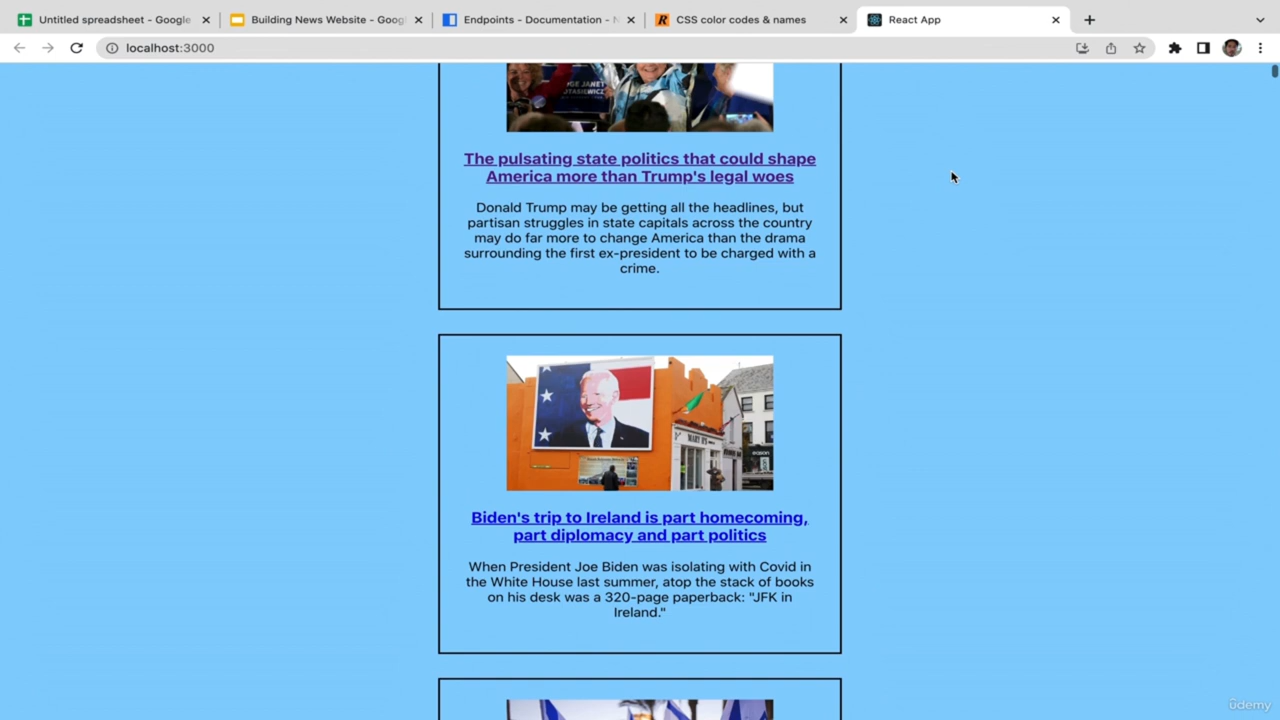 Untitled spreadsheet - Google
Building News Website - Goog
Endpoints - Documentation - N
CSS color codes & names
React App
localhost:3000
GE JANET
The pulsating state politics that could shape
America more than Trump's legal woes
Donald Trump may be getting all the headlines, but
partisan struggles in state capitals across the country
may do far more to change America than the drama
surrounding the first ex-president to be charged with a
crime.
Biden's trip to Ireland is part homecoming,
part diplomacy and part politics
When President Joe Biden was isolating with Covid in
the White House last summer, atop the stack of books
on his desk was a 320-page paperback: "JFK in
Ireland."
udemy